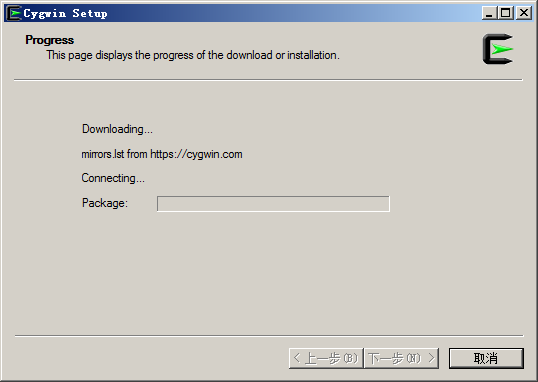 Cygwin Setup
Progress
This page displays the progress of the download or installation.
Downloading...
mirrors.lst from https://cygwin.com
Connecting...
Package:
< 上一步(B) 下一步(N) > 取消